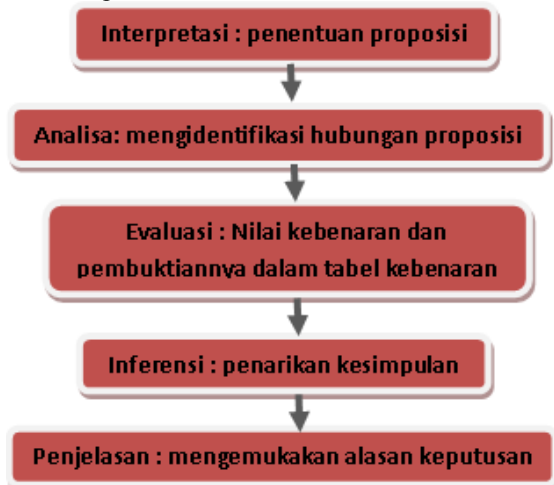 Interpretasi : penentuan proposisi
Analisa: mengidentifikasi hubungan proposisi
Evaluasi : Nilai kebenaran dan
pembuktiannya dalam tabel kebenaran
Inferensi : penarikan kesimpulan
Penjelasan : mengemukakan alasan keputusan